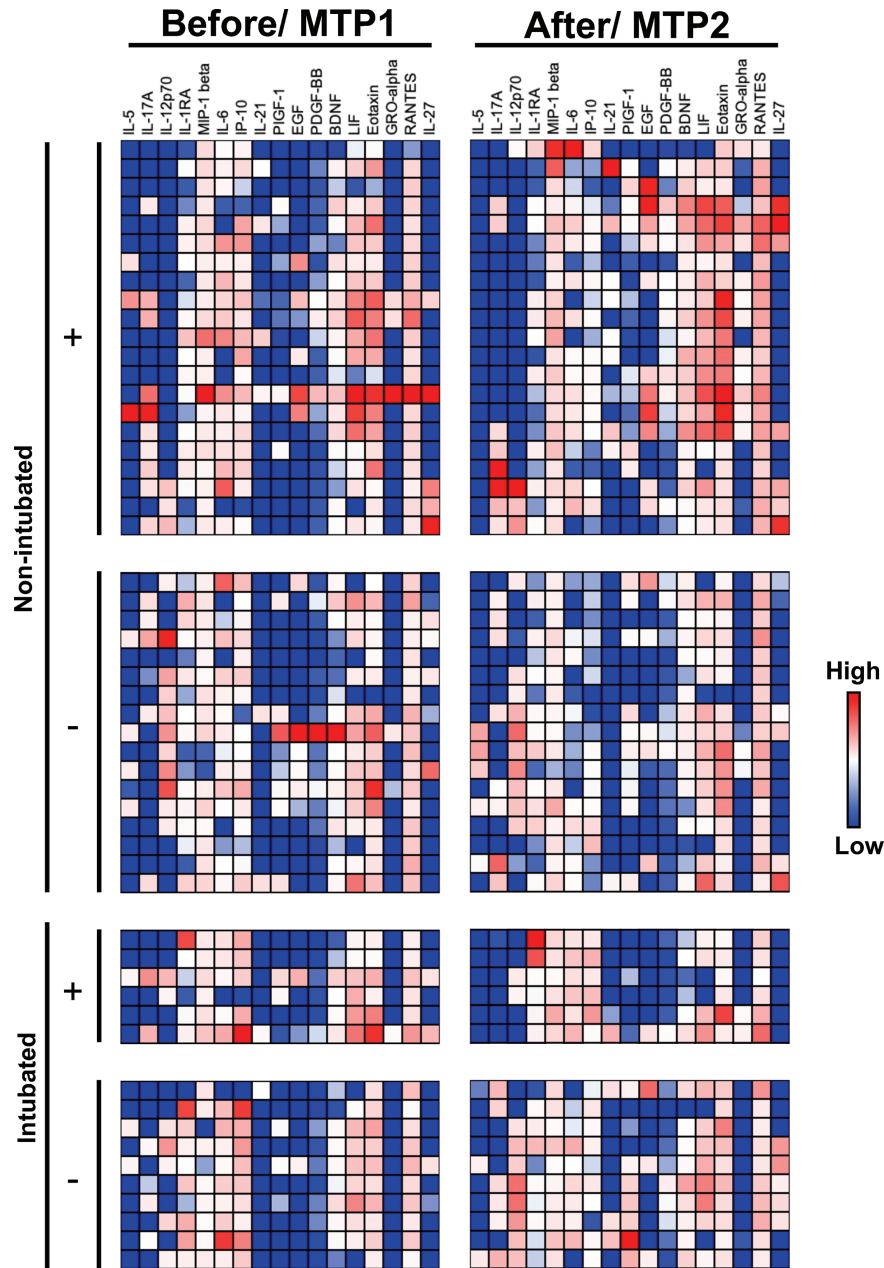 Before/ MTP1
After/ MTP2
IL-5
IL-17A
IL-12p70
IL-1RA
MIP-1 beta
IL-6
IP-10
IL-21
PIGF-1
EGF
PDGF-BB
BDNF
LIF
Eotaxin
GRO-alpha
RANTES
IL-27
IL-5
IL-17A
IL-12p70
IL-1RA
MIP-1 beta
IL-6
IP-10
IL-21
PIGF-1
EGF
PDGF-BB
BDNF
LIF
Eotaxin
GRO-alpha
RANTES
IL-27
Non-intubated
+
-
High
Low
Intubated
+
-